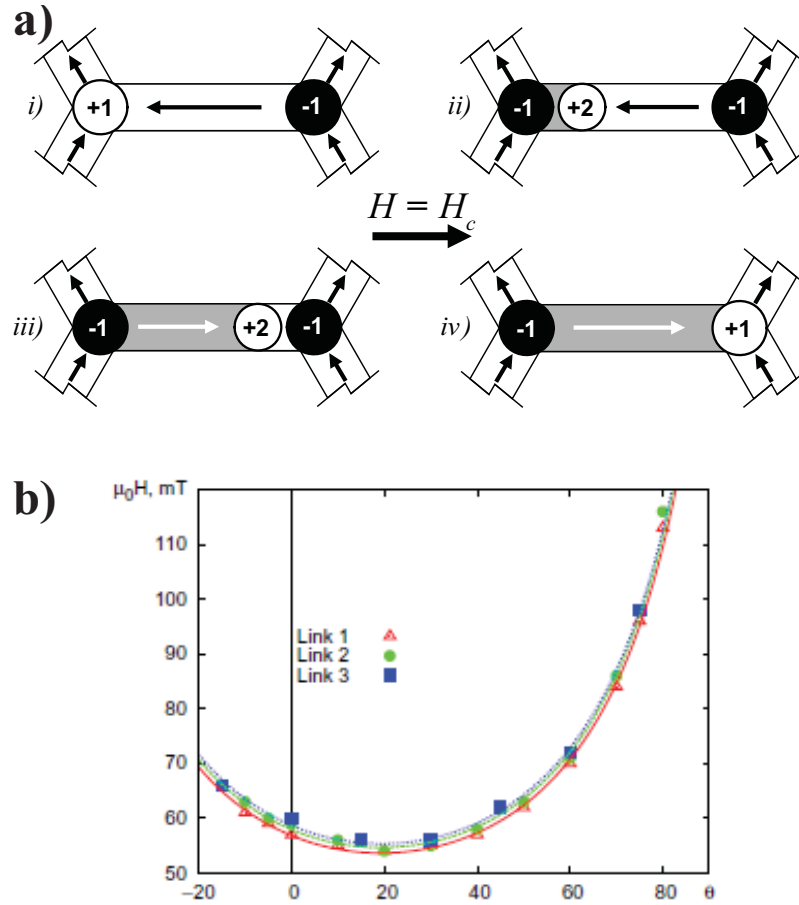 a)
i) +1 -1
ii) -1 +2 -1
H = Hc
iii) -1 +2 -1
iv) -1 +1
b)
μ₀H, mT
110
100
90
80
70
60
50
Link 1
Link 2
Link 3
−20 0 20 40 60 80 θ